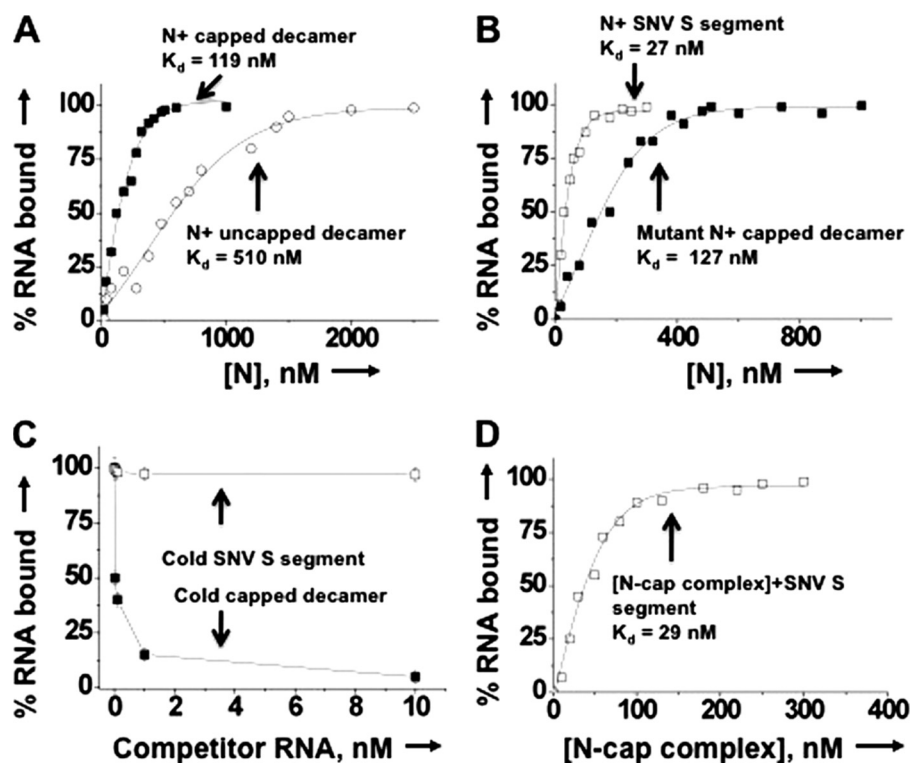 A
N+ capped decamer
Kd = 119 nM
% RNA bound
100
75
50
25
0
N+ uncapped decamer
Kd = 510 nM
0 1000 2000
[N], nM
B
N+ SNV S segment
Kd = 27 nM
% RNA bound
100
75
50
25
0
Mutant N+ capped decamer
Kd = 127 nM
0 400 800
[N], nM
C
% RNA bound
100
75
50
25
0
Cold SNV S segment
Cold capped decamer
0 2 4 6 8 10
Competitor RNA, nM
D
% RNA bound
100
75
50
25
0
[N-cap complex]+SNV S
segment
Kd = 29 nM
0 100 200 300 400
[N-cap complex], nM